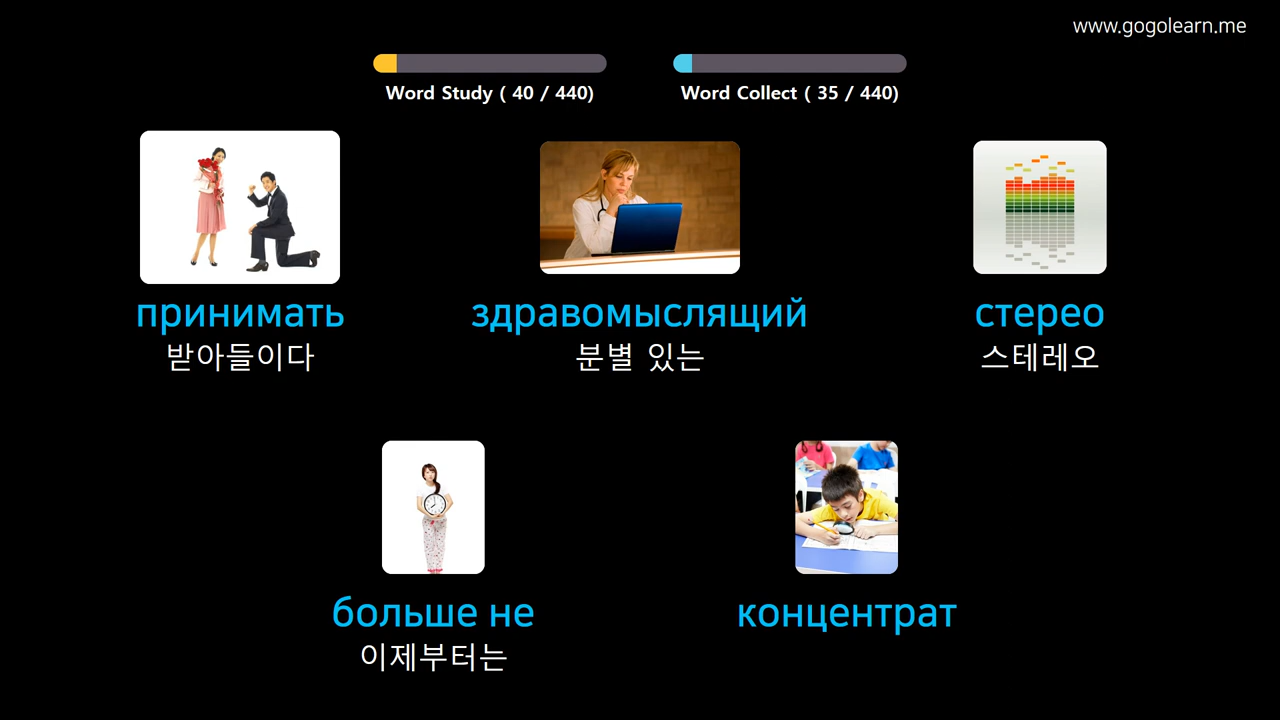 www.gogolearn.me
Word Study ( 40 / 440)
Word Collect ( 35 / 440)
принимать
받아들이다
здравомыслящий
분별 있는
стерео
스테레오
больше не
이제부터는
концентрат